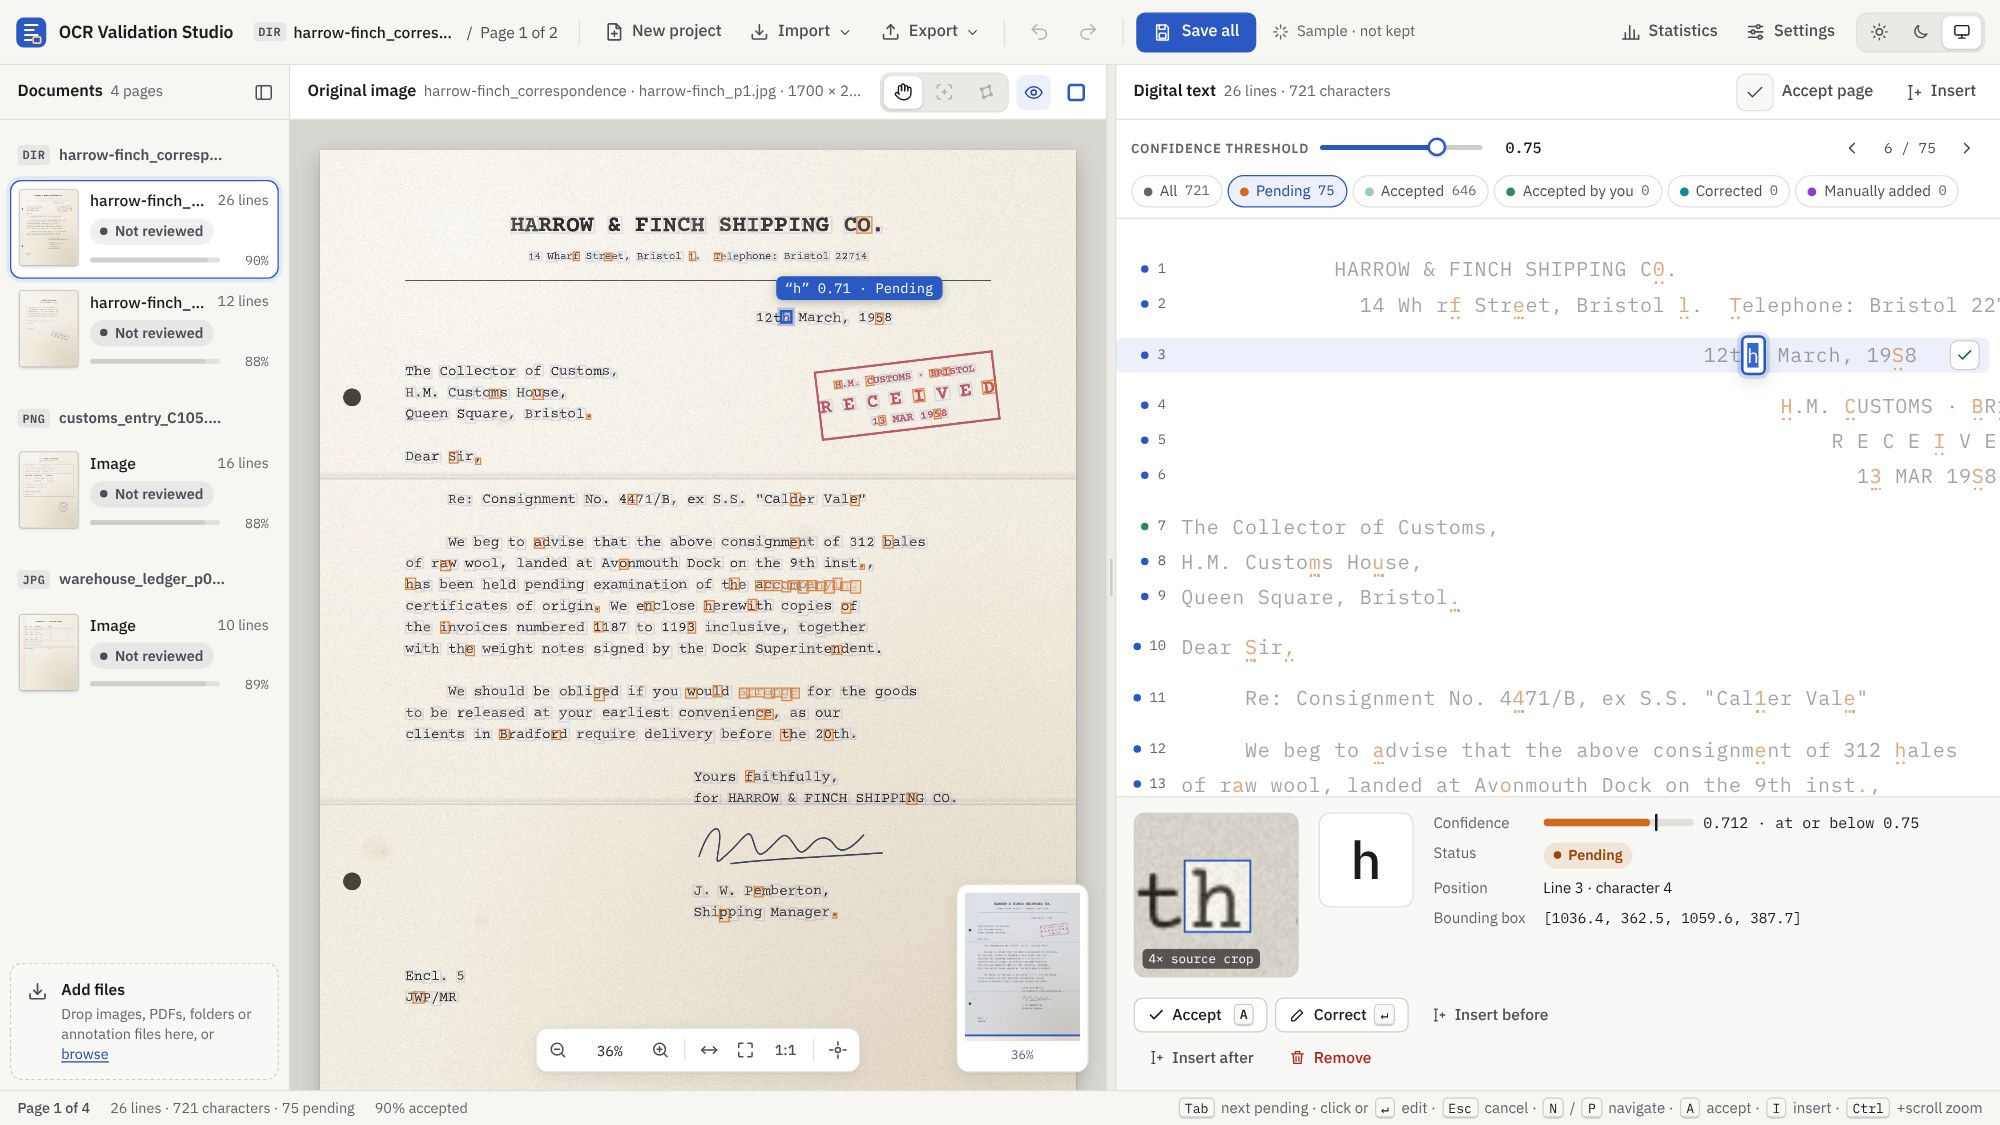 OCR Validation Studio DIR harrow-finch_corres... / Page 1 of 2 New project Import Export Save all Sample · not kept Statistics Settings
Documents 4 pages
DIR harrow-finch_corresp...
harrow-finch_... 26 lines
Not reviewed
90%
harrow-finch_... 12 lines
Not reviewed
88%
PNG customs_entry_C105....
Image 16 lines
Not reviewed
88%
JPG warehouse_ledger_p0...
Image 10 lines
Not reviewed
89%
Add files
Drop images, PDFs, folders or
annotation files here, or
browse
Original image harrow-finch_correspondence · harrow-finch_p1.jpg · 1700 × 2...
HARROW & FINCH SHIPPING CO.
14 Wharf Street, Bristol 1. Telephone: Bristol 22714
“h” 0.71 · Pending
12th March, 1958
The Collector of Customs,
H.M. Customs House,
Queen Square, Bristol.
H.M. CUSTOMS · BRISTOL
RECEIVED
13 MAR 1958
Dear Sir,
Re: Consignment No. 4471/B, ex S.S. "Calder Vale"
We beg to advise that the above consignment of 312 bales
of raw wool, landed at Avonmouth Dock on the 9th inst.,
has been held pending examination of the accompanying
certificates of origin. We enclose herewith copies of
the invoices numbered 1187 to 1193 inclusive, together
with the weight notes signed by the Dock Superintendent.
We should be obliged if you would arrange for the goods
to be released at your earliest convenience, as our
clients in Bradford require delivery before the 20th.
Yours faithfully,
for HARROW & FINCH SHIPPING CO.
J. W. Pemberton,
Shipping Manager.
Encl. 5
JWP/MR
36% 1:1
36%
Digital text 26 lines · 721 characters Accept page Insert
CONFIDENCE THRESHOLD 0.75 6 / 75
All 721 Pending 75 Accepted 646 Accepted by you 0 Corrected 0 Manually added 0
1 HARROW & FINCH SHIPPING C0.
2 14 Wh rf Street, Bristol l. Telephone: Bristol 227
3 12th March, 19S8
4 H.M. CUSTOMS · BRI
5 R E C E I V E
6 13 MAR 19S8
7 The Collector of Customs,
8 H.M. Customs House,
9 Queen Square, Bristol.
10 Dear Sir,
11 Re: Consignment No. 4471/B, ex S.S. "Cal1er Vale"
12 We beg to advise that the above consignment of 312 hales
13 of raw wool, landed at Avonmouth Dock on the 9th inst.,
th
4× source crop
h
Confidence 0.712 · at or below 0.75
Status Pending
Position Line 3 · character 4
Bounding box [1036.4, 362.5, 1059.6, 387.7]
Accept A Correct ↵ Insert before
Insert after Remove
Page 1 of 4 26 lines · 721 characters · 75 pending 90% accepted Tab next pending · click or ↵ edit · Esc cancel · N / P navigate · A accept · I insert · Ctrl +scroll zoom